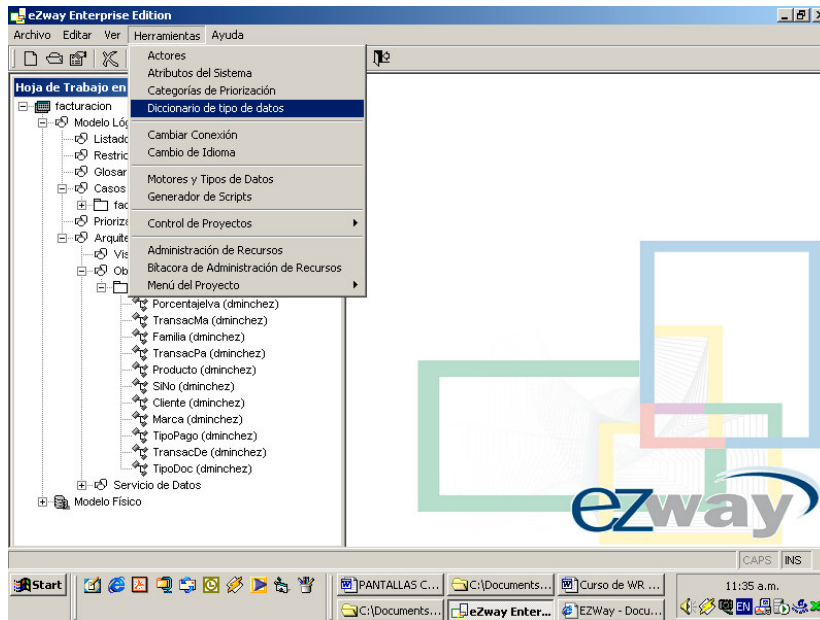 eZway Enterprise Edition
Archivo Editar Ver Herramientas Ayuda
Actores
Atributos del Sistema
Categorías de Priorización
Diccionario de tipo de datos
Cambiar Conexión
Cambio de Idioma
Motores y Tipos de Datos
Generador de Scripts
Control de Proyectos
Administración de Recursos
Bítacora de Administración de Recursos
Menú del Proyecto
Hoja de Trabajo en
facturacion
Modelo Lóg
Listado
Restric
Glosar
Casos
fac
Prioriza
Arquite
Vis
Ob
PorcentajeIva (dminchez)
TransacMa (dminchez)
Familia (dminchez)
TransacPa (dminchez)
Producto (dminchez)
SiNo (dminchez)
Cliente (dminchez)
Marca (dminchez)
TipoPago (dminchez)
TransacDe (dminchez)
TipoDoc (dminchez)
Servicio de Datos
Modelo Físico
ezway
CAPS INS
Start
PANTALLAS C... C:\Documents... Curso de WR ...
C:\Documents... eZway Enter... EZWay - Docu...
EN
11:35 a.m.